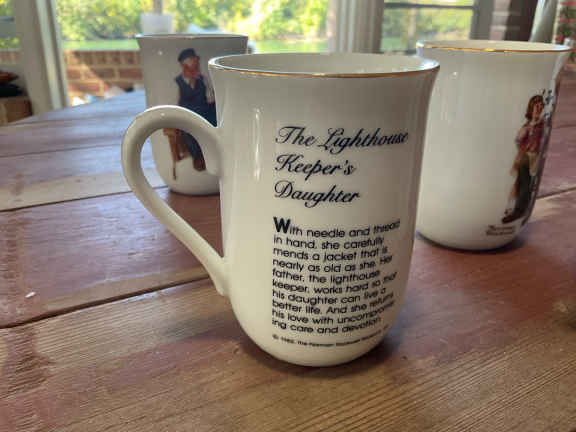 The Lighthouse
Keeper's
Daughter
With needle and thread
in hand, she carefully
mends a jacket that is
nearly as old as she. Her
father, the lighthouse
keeper, works hard so that
his daughter can live a
better life. And she returns
his love with uncompromis-
ing care and devotion.
© 1982, The Norman Rockwell